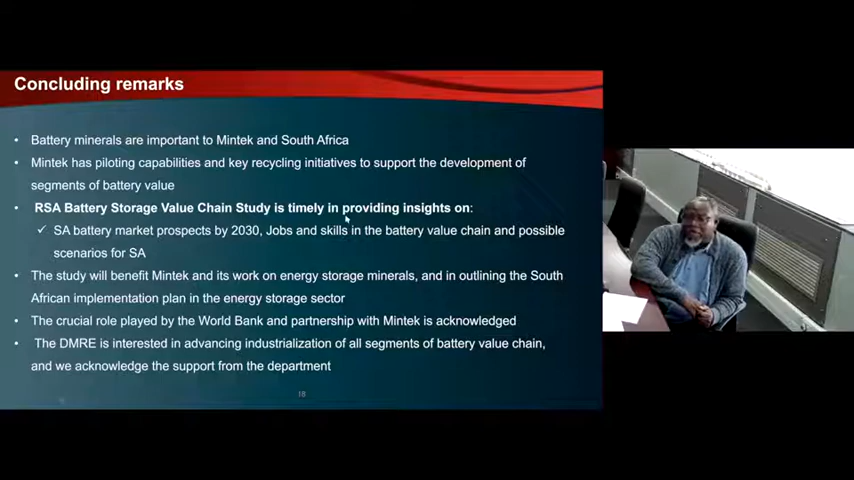 Concluding remarks
• Battery minerals are important to Mintek and South Africa
• Mintek has piloting capabilities and key recycling initiatives to support the development of
segments of battery value
• RSA Battery Storage Value Chain Study is timely in providing insights on:
✓ SA battery market prospects by 2030, Jobs and skills in the battery value chain and possible
scenarios for SA
• The study will benefit Mintek and its work on energy storage minerals, and in outlining the South
African implementation plan in the energy storage sector
• The crucial role played by the World Bank and partnership with Mintek is acknowledged
• The DMRE is interested in advancing industrialization of all segments of battery value chain,
and we acknowledge the support from the department
18